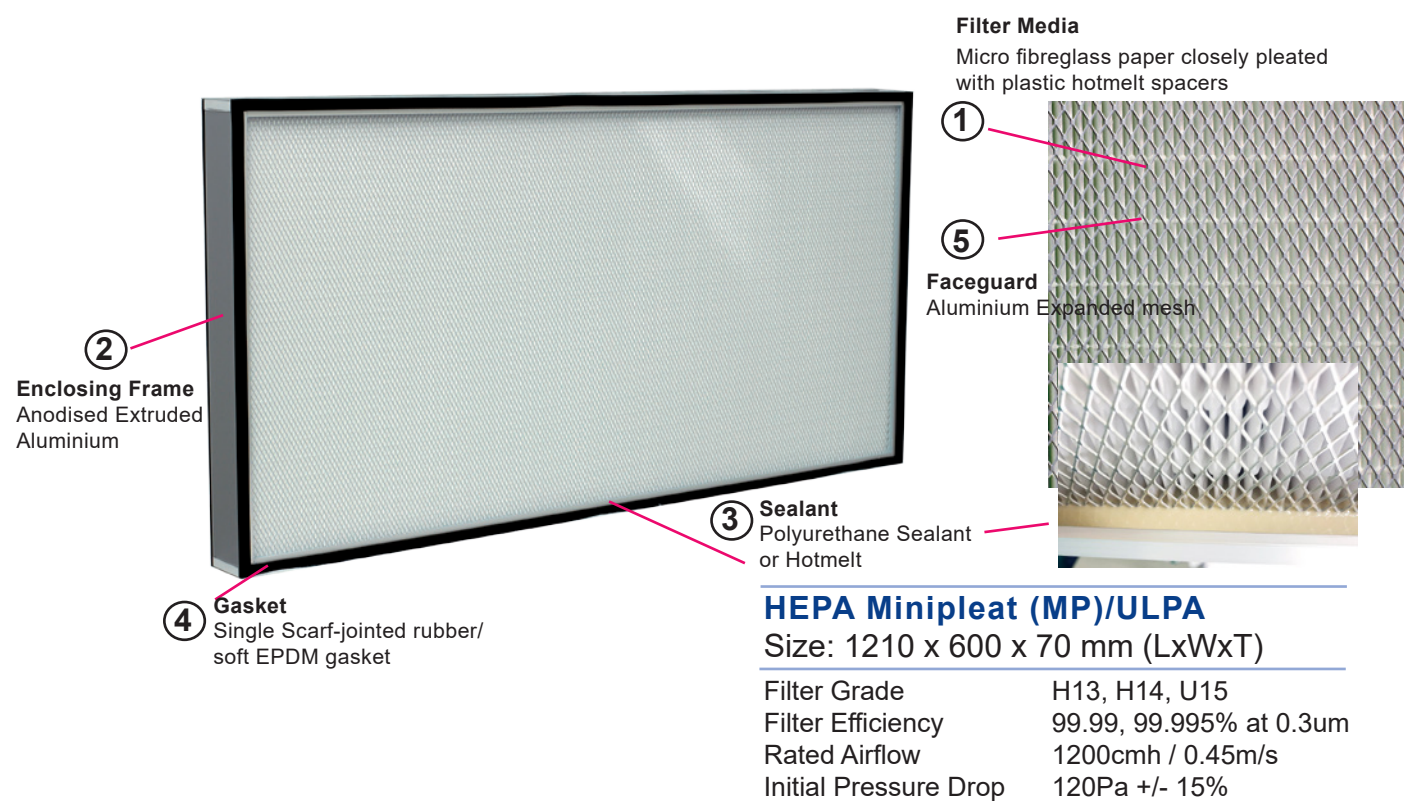 Filter Media
Micro fibreglass paper closely pleated
with plastic hotmelt spacers
1
5
Faceguard
Aluminium Expanded mesh
2
Enclosing Frame
Anodised Extruded
Aluminium
3
Sealant
Polyurethane Sealant
or Hotmelt
4
Gasket
Single Scarf-jointed rubber/
soft EPDM gasket
HEPA Minipleat (MP)/ULPA
Size: 1210 x 600 x 70 mm (LxWxT)
Filter Grade H13, H14, U15
Filter Efficiency 99.99, 99.995% at 0.3um
Rated Airflow 1200cmh / 0.45m/s
Initial Pressure Drop 120Pa +/- 15%